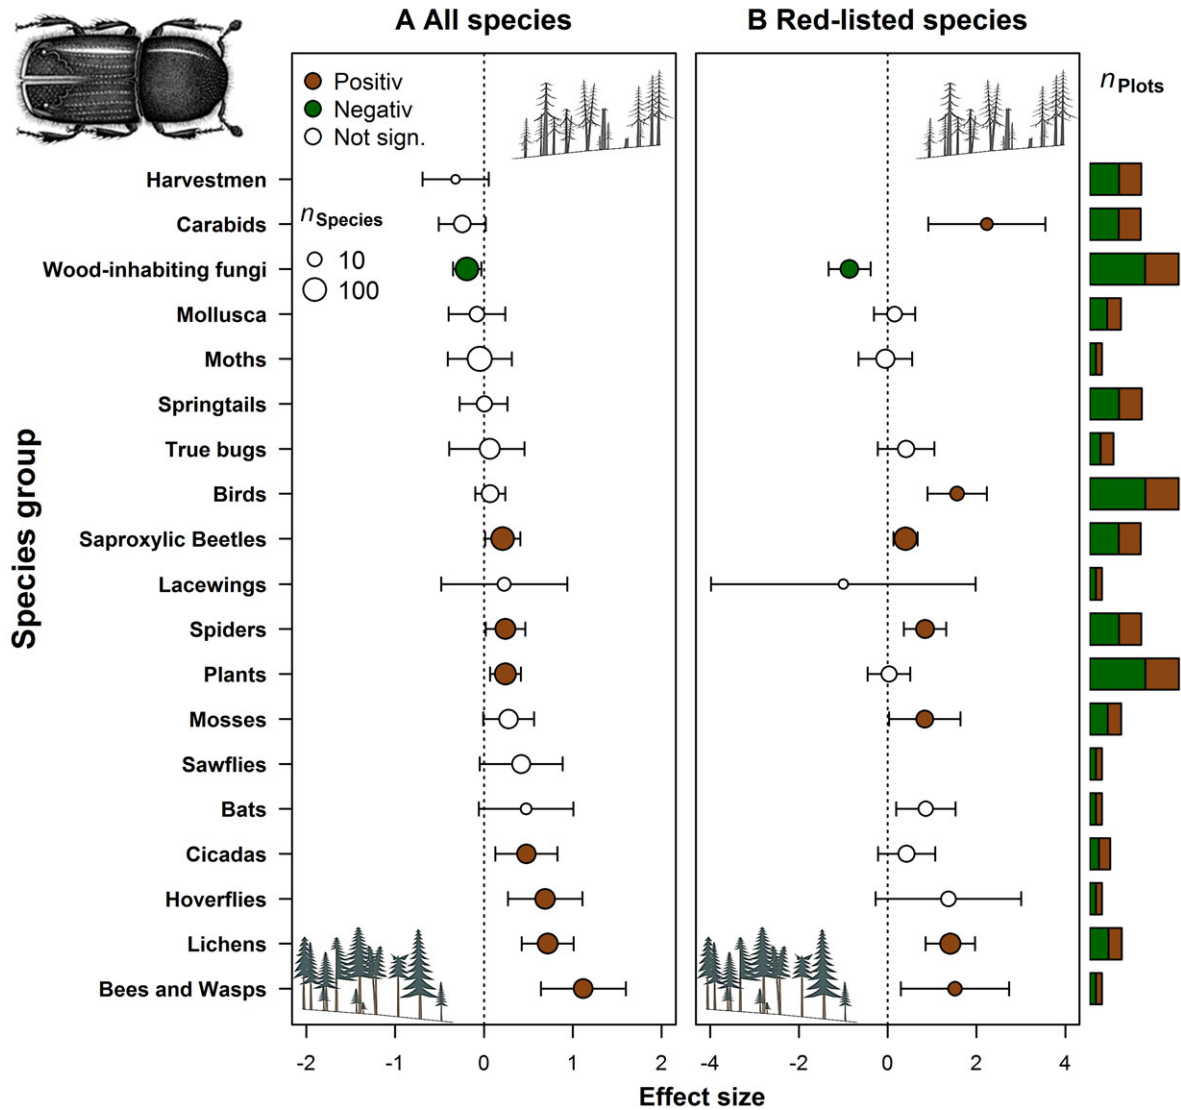 A All species
B Red-listed species
Positiv
Negativ
Not sign.
nPlots
nSpecies
10
100
Species group
Harvestmen
Carabids
Wood-inhabiting fungi
Mollusca
Moths
Springtails
True bugs
Birds
Saproxylic Beetles
Lacewings
Spiders
Plants
Mosses
Sawflies
Bats
Cicadas
Hoverflies
Lichens
Bees and Wasps
-2 -1 0 1 2
-4 -2 0 2 4
Effect size